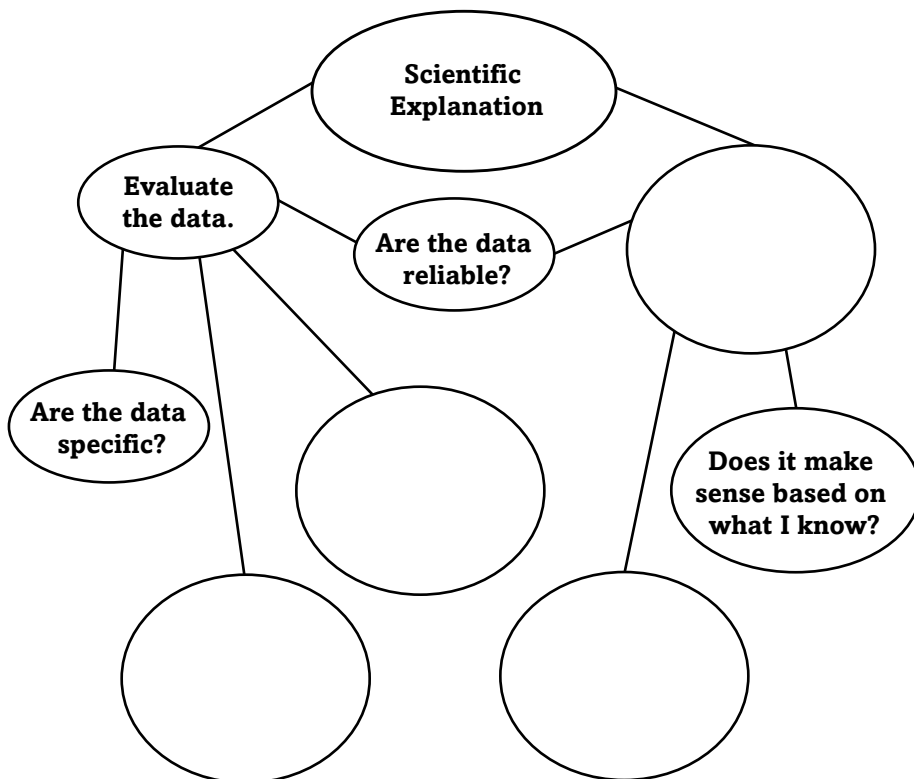 Scientific
Explanation
Evaluate
the data.
Are the data
reliable?
Are the data
specific?
Does it make
sense based on
what I know?